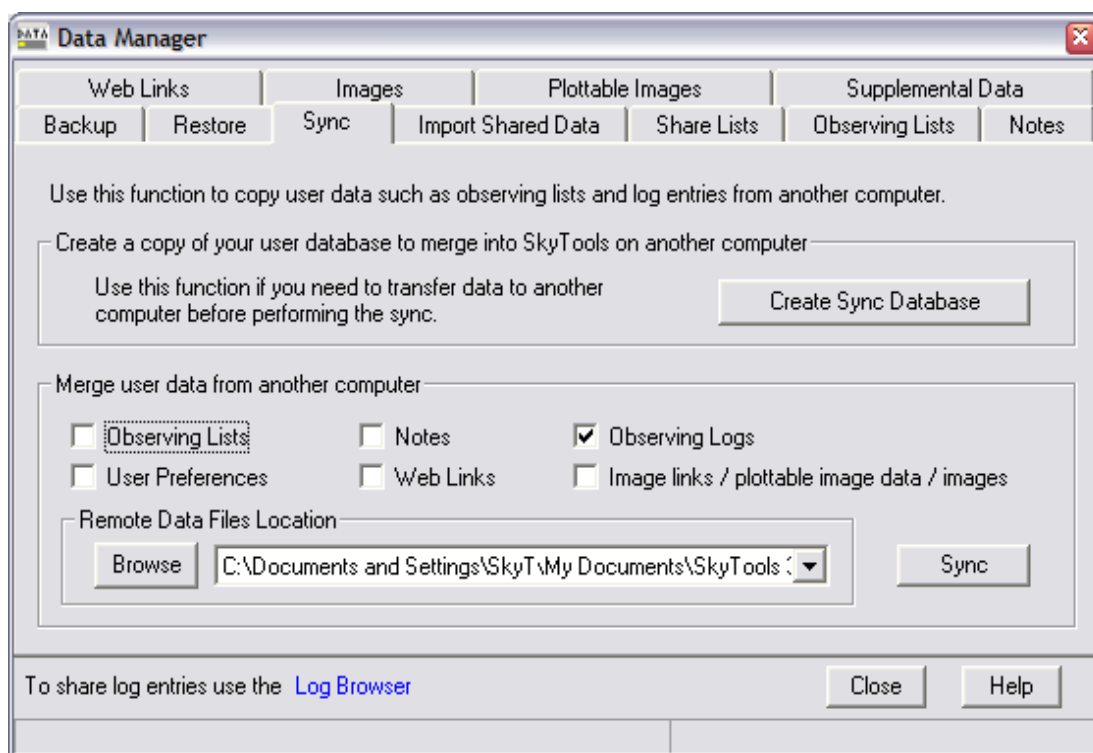 DATA
Data Manager
Web Links
Images
Plottable Images
Supplemental Data
Backup
Restore
Sync
Import Shared Data
Share Lists
Observing Lists
Notes
Use this function to copy user data such as observing lists and log entries from another computer.
Create a copy of your user database to merge into SkyTools on another computer
Use this function if you need to transfer data to another
computer before performing the sync.
Create Sync Database
Merge user data from another computer
Observing Lists
Notes
Observing Logs
User Preferences
Web Links
Image links / plottable image data / images
Remote Data Files Location
Browse
C:\Documents and Settings\SkyT\My Documents\SkyTools
Sync
To share log entries use the Log Browser
Close
Help